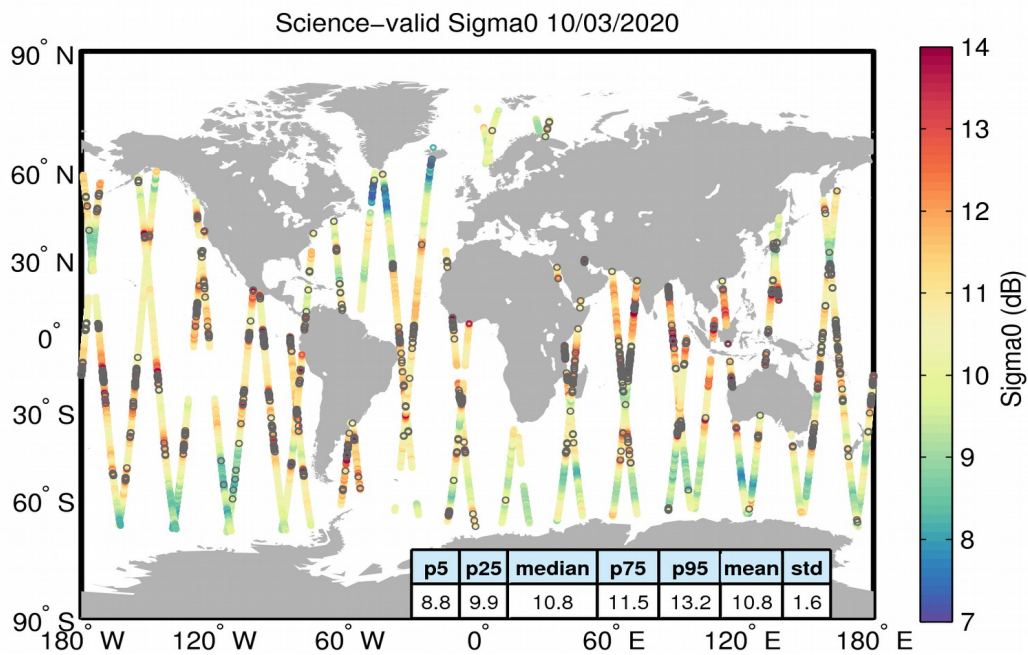 Science−valid Sigma0 10/03/2020
90° N
60° N
30° N
0°
30° S
60° S
90° S
180° W
120° W
60° W
0°
60° E
120° E
180° E
p5 p25 median p75 p95 mean std
8.8 9.9 10.8 11.5 13.2 10.8 1.6
14
13
12
11
10
9
8
7
Sigma0 (dB)